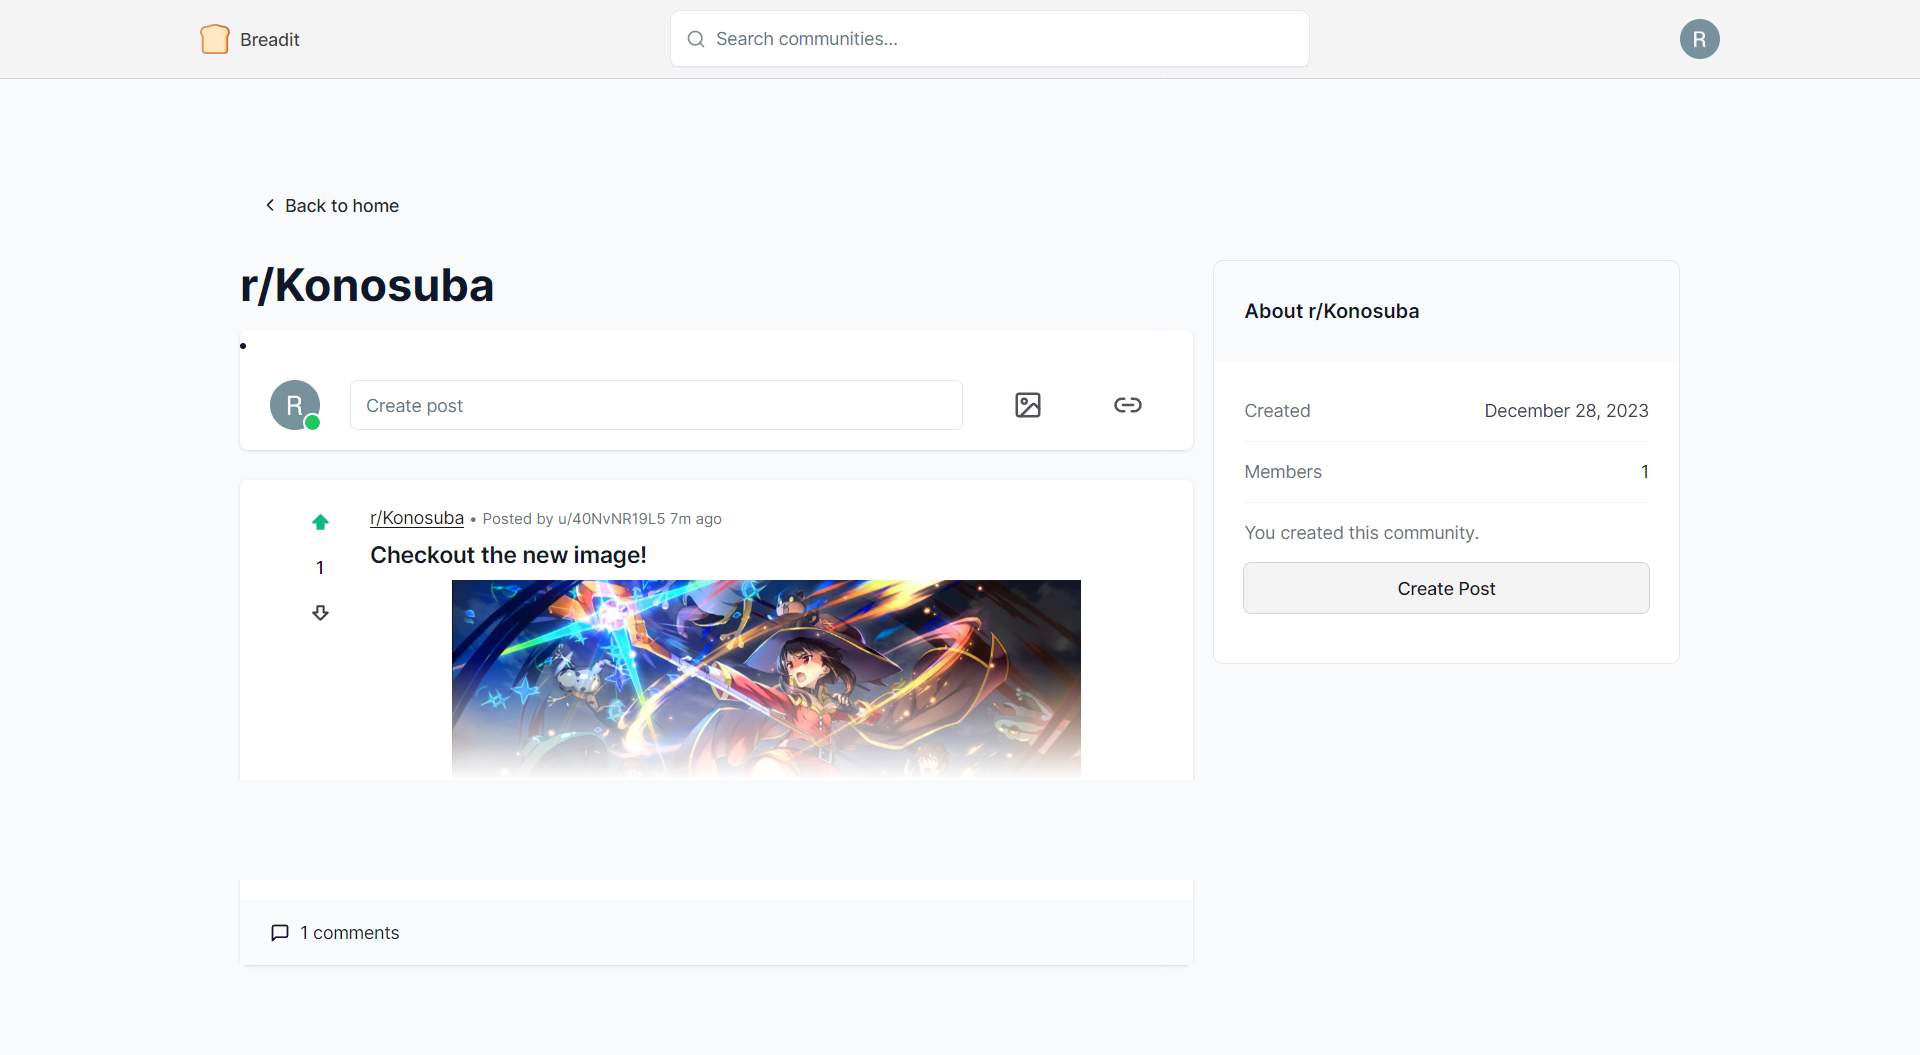 Breadit
Search communities...
R
Back to home
r/Konosuba
R
Create post
r/Konosuba • Posted by u/40NvNR19L5 7m ago
Checkout the new image!
1
1 comments
About r/Konosuba
Created December 28, 2023
Members 1
You created this community.
Create Post